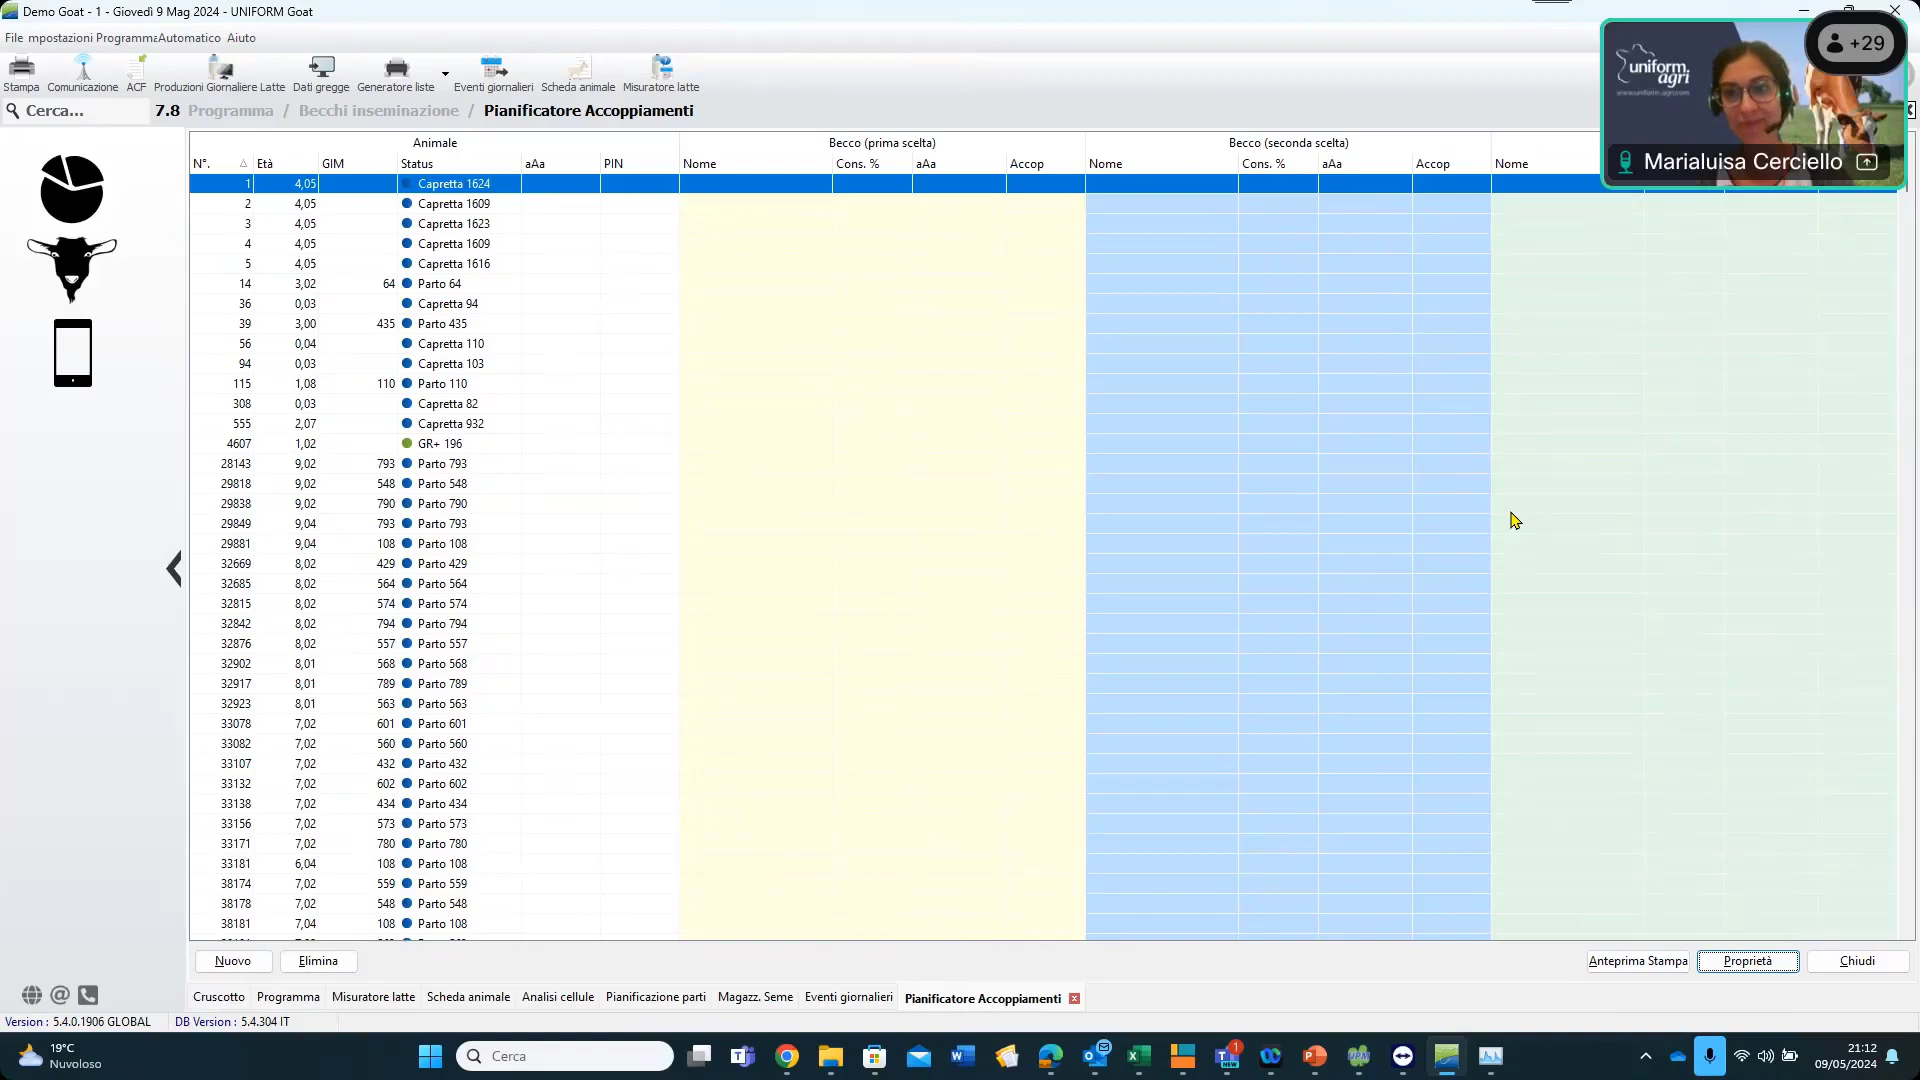 Demo Goat - 1 - Giovedì 9 Mag 2024 - UNIFORM Goat
File mpostazioni Programma Automatico Aiuto
Stampa Comunicazione ACF Produzioni Giornaliere Latte Dati gregge Generatore liste Eventi giornalieri Scheda animale Misuratore latte
Cerca... 7.8 Programma / Becchi inseminazione / Pianificatore Accoppiamenti
+29
uniform.agri
Marialuisa Cerciello
Animale Becco (prima scelta) Becco (seconda scelta)
N°. Età GIM Status aAa PIN Nome Cons. % aAa Accop Nome Cons. % aAa Accop Nome
1 4,05 Capretta 1624
2 4,05 Capretta 1609
3 4,05 Capretta 1623
4 4,05 Capretta 1609
5 4,05 Capretta 1616
14 3,02 64 Parto 64
36 0,03 Capretta 94
39 3,00 435 Parto 435
56 0,04 Capretta 110
94 0,03 Capretta 103
115 1,08 110 Parto 110
308 0,03 Capretta 82
555 2,07 Capretta 932
4607 1,02 GR+ 196
28143 9,02 793 Parto 793
29818 9,02 548 Parto 548
29838 9,02 790 Parto 790
29849 9,04 793 Parto 793
29881 9,04 108 Parto 108
32669 8,02 429 Parto 429
32685 8,02 564 Parto 564
32815 8,02 574 Parto 574
32842 8,02 794 Parto 794
32876 8,02 557 Parto 557
32902 8,01 568 Parto 568
32917 8,01 789 Parto 789
32923 8,01 563 Parto 563
33078 7,02 601 Parto 601
33082 7,02 560 Parto 560
33107 7,02 432 Parto 432
33132 7,02 602 Parto 602
33138 7,02 434 Parto 434
33156 7,02 573 Parto 573
33171 7,02 780 Parto 780
33181 6,04 108 Parto 108
38174 7,02 559 Parto 559
38178 7,02 548 Parto 548
38181 7,04 108 Parto 108
Nuovo Elimina Anteprima Stampa Proprietà Chiudi
Cruscotto Programma Misuratore latte Scheda animale Analisi cellule Pianificazione parti Magazz. Seme Eventi giornalieri Pianificatore Accoppiamenti
Version : 5.4.0.1906 GLOBAL DB Version : 5.4.304 IT
19°C
Nuvoloso
Cerca
21:12
09/05/2024